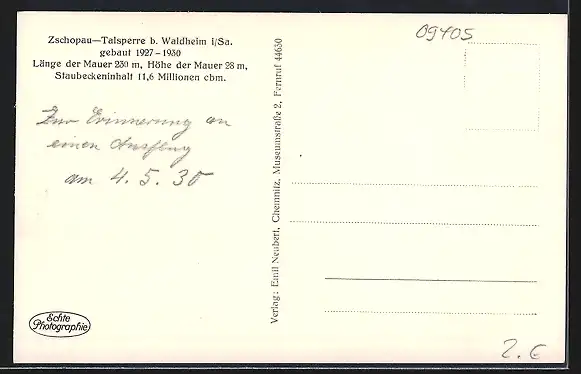 09405
Zschopau—Talsperre b. Waldheim i/Sa.
gebaut 1927-1930
Länge der Mauer 230 m, Höhe der Mauer 28 m,
Staubeckeninhalt 11,6 Millionen cbm.
Zur Erinnerung an
einen Ausflug
am 4. 5. 30
Verlag: Emil Neubert, Chemnitz, Museumstraße 2, Fernruf 44630
Echte
Photographie
2.€